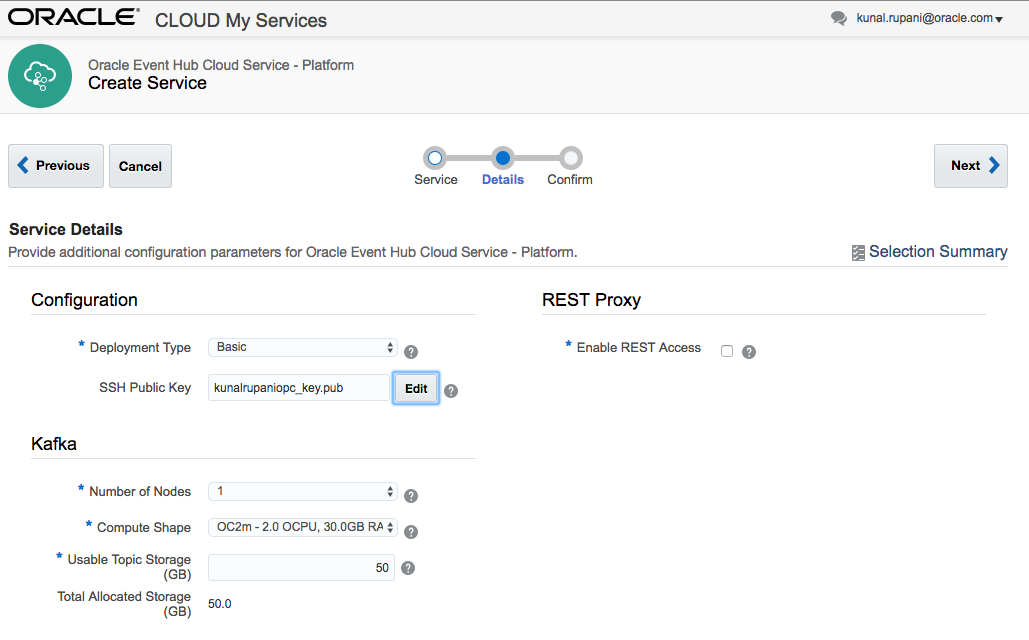 ORACLE® CLOUD My Services
kunal.rupani@oracle.com
Oracle Event Hub Cloud Service - Platform
Create Service
Previous
Cancel
Service
Details
Confirm
Next
Service Details
Provide additional configuration parameters for Oracle Event Hub Cloud Service - Platform.
Selection Summary
Configuration
* Deployment Type Basic ?
SSH Public Key kunalrupaniopc_key.pub Edit ?
Kafka
* Number of Nodes 1 ?
* Compute Shape OC2m - 2.0 OCPU, 30.0GB RA ?
* Usable Topic Storage
(GB) 50 ?
Total Allocated Storage
(GB) 50.0
REST Proxy
* Enable REST Access ?